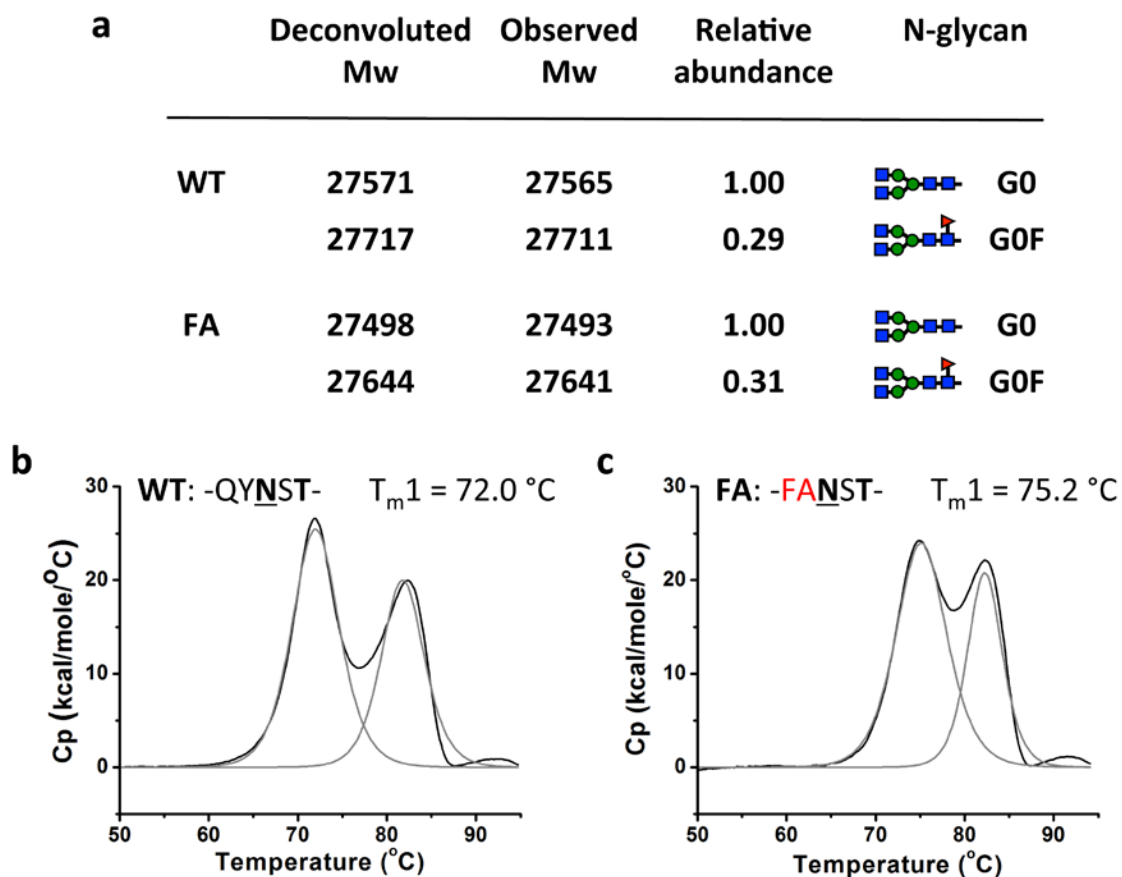 a
Deconvoluted Mw Observed Mw Relative abundance N-glycan
WT 27571 27565 1.00 G0
27717 27711 0.29 G0F
FA 27498 27493 1.00 G0
27644 27641 0.31 G0F
b
WT: -QYNST- Tm1 = 72.0 °C
30
20
10
0
Cp (kcal/mole/°C)
50 60 70 80 90
Temperature (°C)
c
FA: -FANST- Tm1 = 75.2 °C
30
20
10
0
Cp (kcal/mole/°C)
50 60 70 80 90
Temperature (°C)